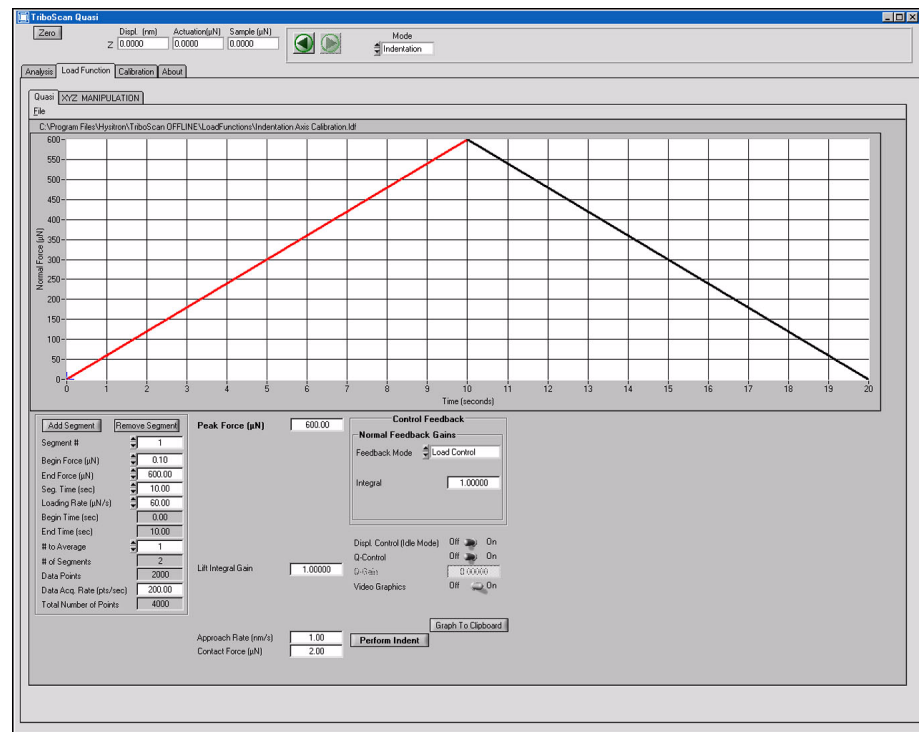 TriboScan Quasi
Zero
Displ. (nm) Actuation(µN) Sample (µN)
Z 0.0000 0.0000 0.0000
Mode
Indentation
Analysis Load Function Calibration About
Quasi XYZ MANIPULATION
File
C:\Program Files\Hysitron\TriboScan OFFLINE\LoadFunctions\Indentation Axis Calibration.ldf
Normal Force (µN)
600
550
500
450
400
350
300
250
200
150
100
50
0
0 1 2 3 4 5 6 7 8 9 10 11 12 13 14 15 16 17 18 19 20
Time (seconds)
Add Segment Remove Segment
Segment # 1
Begin Force (µN) 0.10
End Force (µN) 600.00
Seg. Time (sec) 10.00
Loading Rate (µN/s) 60.00
Begin Time (sec) 0.00
End Time (sec) 10.00
# to Average 1
# of Segments 2
Data Points 2000
Data Acq. Rate (pts/sec) 200.00
Total Number of Points 4000
Peak Force (µN) 600.00
Lift Integral Gain 1.00000
Approach Rate (nm/s) 1.00
Contact Force (µN) 2.00
Control Feedback
Normal Feedback Gains
Feedback Mode Load Control
Integral 1.00000
Displ. Control (Idle Mode) Off On
Q-Control Off On
Q-Gain 0.00000
Video Graphics Off On
Graph To Clipboard
Perform Indent